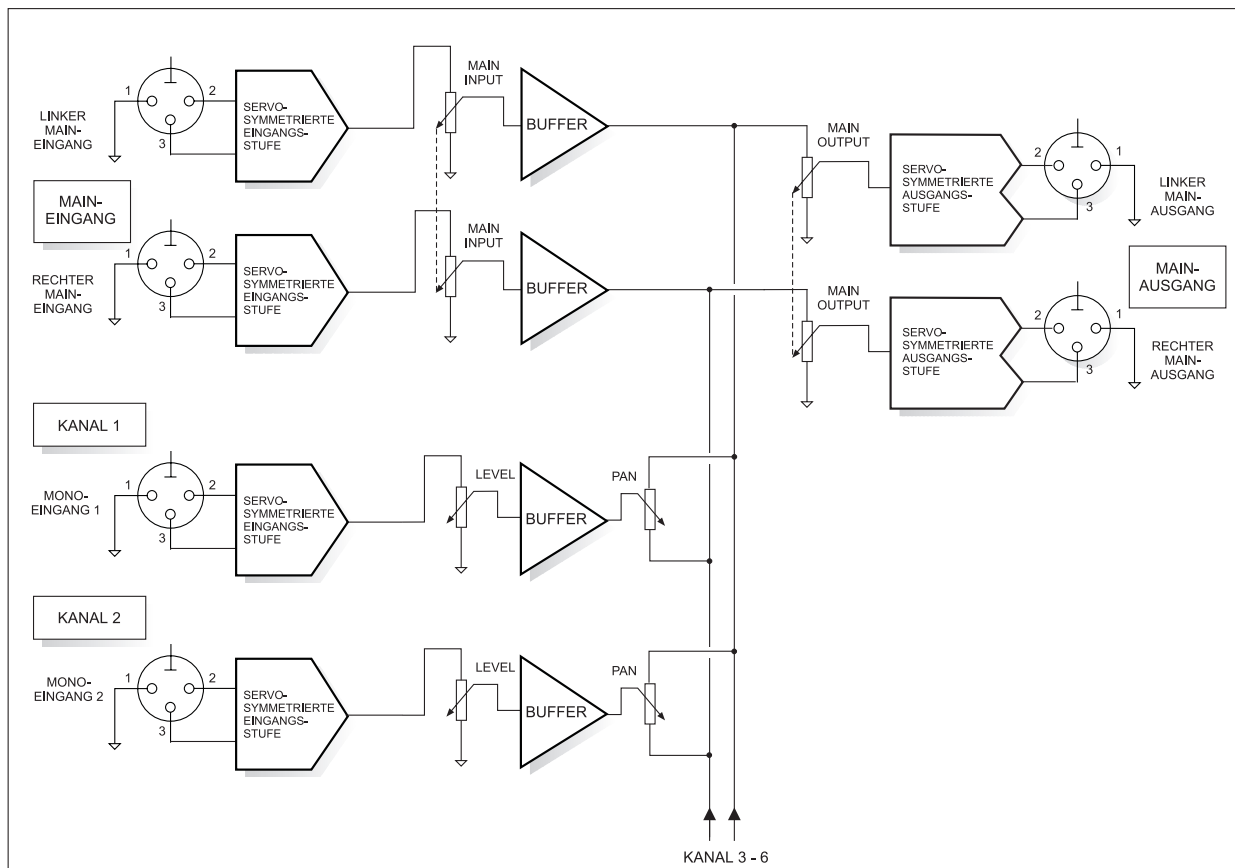 MAIN
INPUT
1
2
3
LINKER
MAIN-
EINGANG
SERVO-
SYMMETRIERTE
EINGANGS-
STUFE
BUFFER
MAIN
OUTPUT
SERVO-
SYMMETRIERTE
AUSGANGS-
STUFE
2
1
3
LINKER
MAIN-
AUSGANG
MAIN-
EINGANG
MAIN
INPUT
1
2
3
RECHTER
MAIN-
EINGANG
SERVO-
SYMMETRIERTE
EINGANGS-
STUFE
BUFFER
MAIN-
AUSGANG
MAIN
OUTPUT
SERVO-
SYMMETRIERTE
AUSGANGS-
STUFE
2
1
3
RECHTER
MAIN-
AUSGANG
KANAL 1
MONO-
EINGANG 1
1
2
3
SERVO-
SYMMETRIERTE
EINGANGS-
STUFE
LEVEL
BUFFER
PAN
KANAL 2
MONO-
EINGANG 2
1
2
3
SERVO-
SYMMETRIERTE
EINGANGS-
STUFE
LEVEL
BUFFER
PAN
KANAL 3 - 6